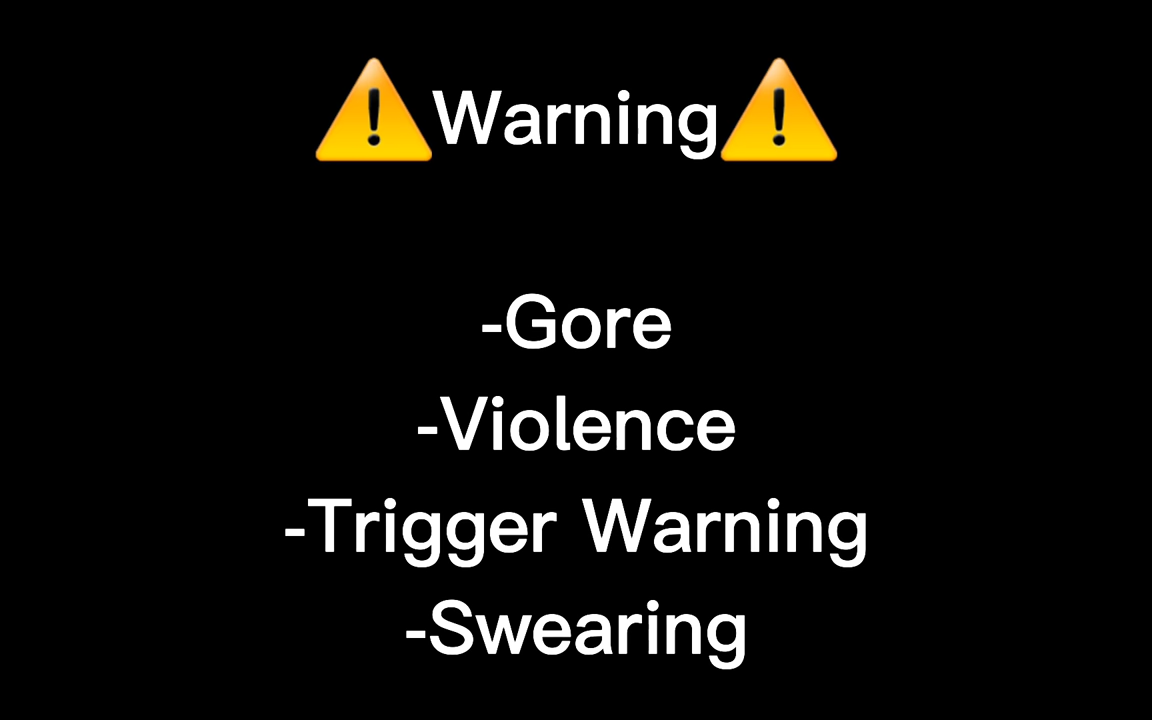 ⚠️Warning⚠️
-Gore
-Violence
-Trigger Warning
-Swearing